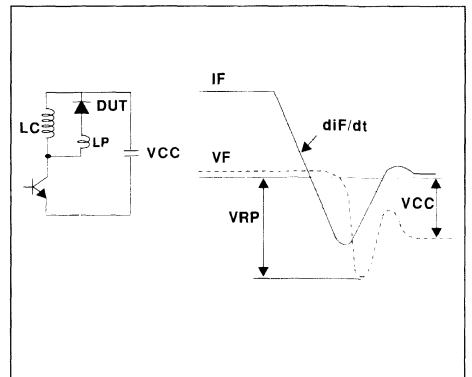 IF
DUT
diF/dt
LC
LP
VCC
VF
VRP
VCC